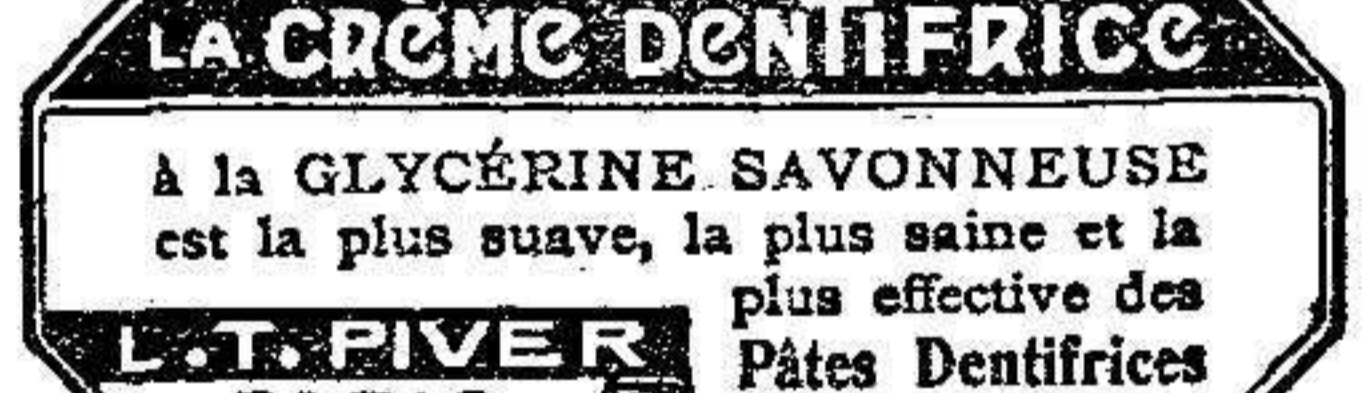 LA CRÈME DENTIFRICE
à la GLYCÉRINE SAVONNEUSE
est la plus suave, la plus saine et la
plus effective des
Pâtes Dentifrices
L.T. PIVER